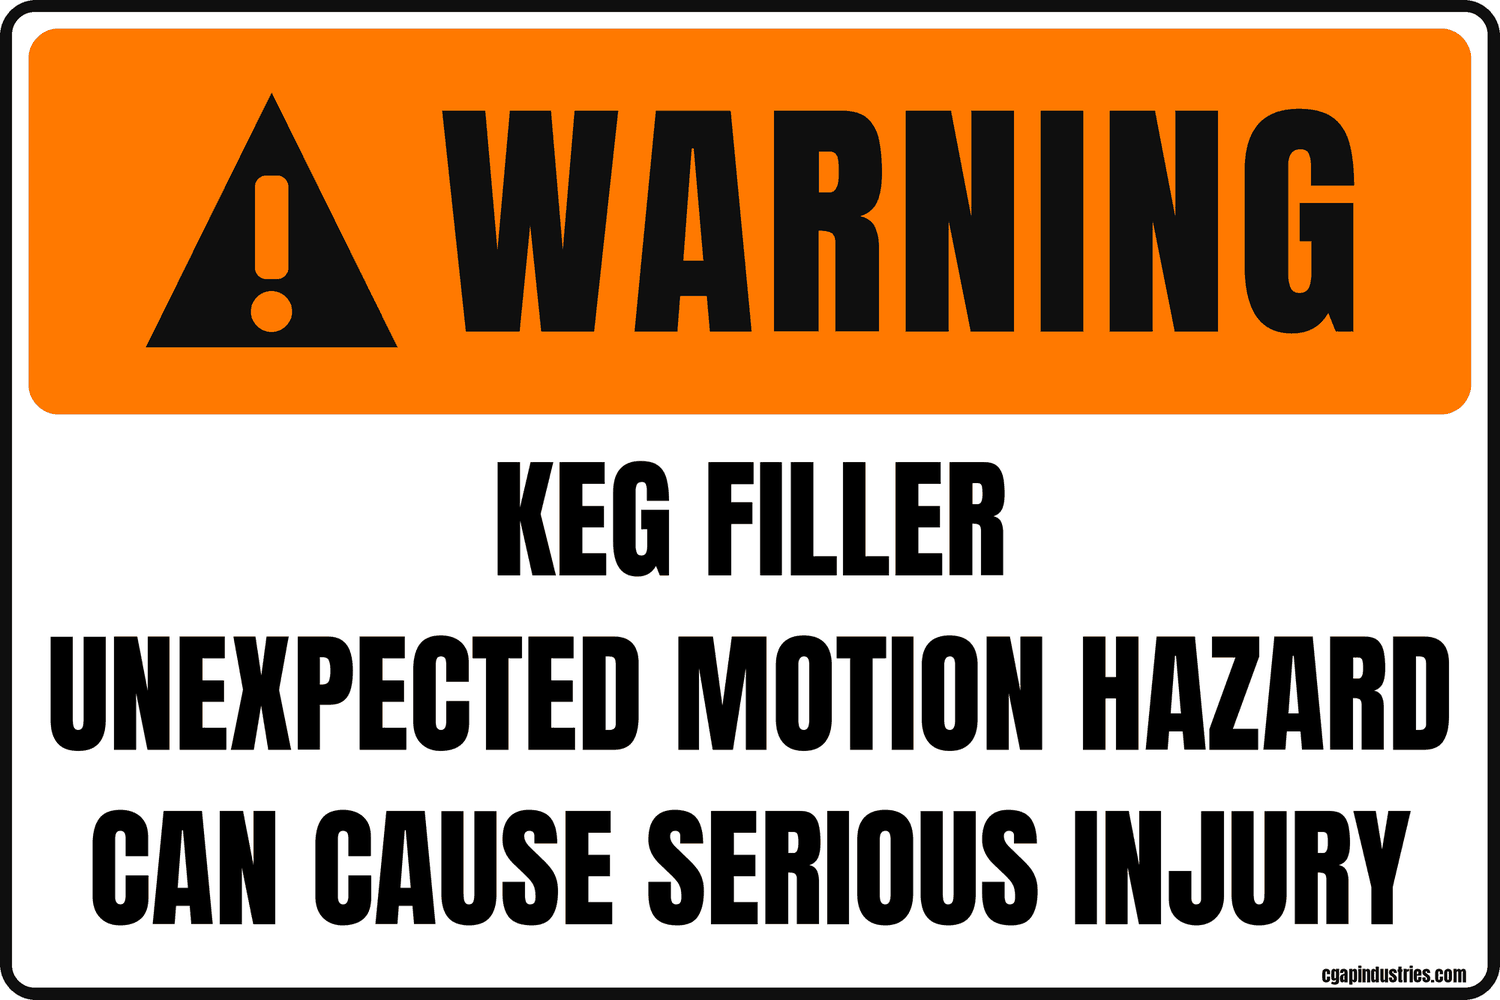 WARNING
KEG FILLER
UNEXPECTED MOTION HAZARD
CAN CAUSE SERIOUS INJURY
cgapindustries.com